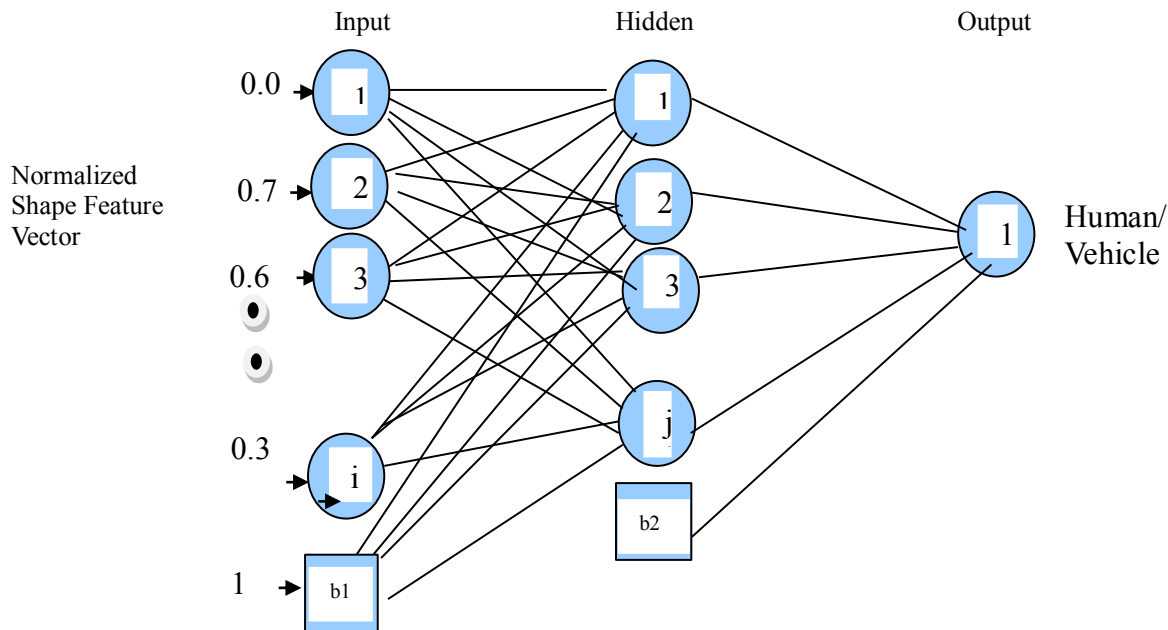 Input
Hidden
Output
0.0
1
1
Normalized
Shape Feature
Vector
0.7
2
2
1
Human/
Vehicle
0.6
3
3
0.3
i
j
b2
1
b1